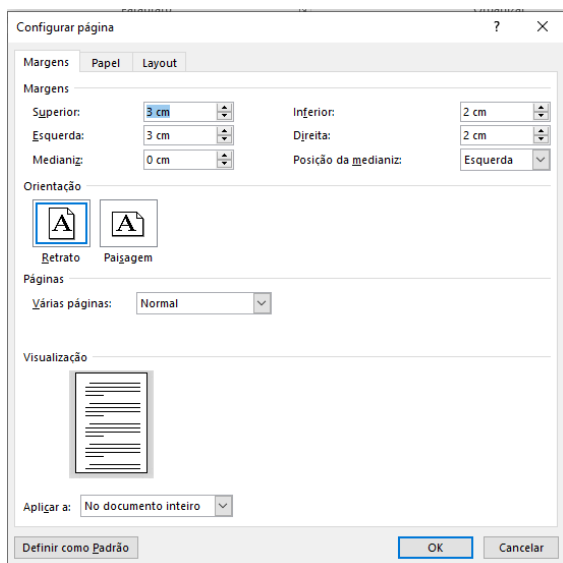 Configurar página ? ×
Margens Papel Layout
Margens
Superior: 3 cm Inferior: 2 cm
Esquerda: 3 cm Direita: 2 cm
Medianiz: 0 cm Posição da medianiz: Esquerda
Orientação
A A
Retrato Paisagem
Páginas
Várias páginas: Normal
Visualização
Aplicar a: No documento inteiro
Definir como Padrão OK Cancelar